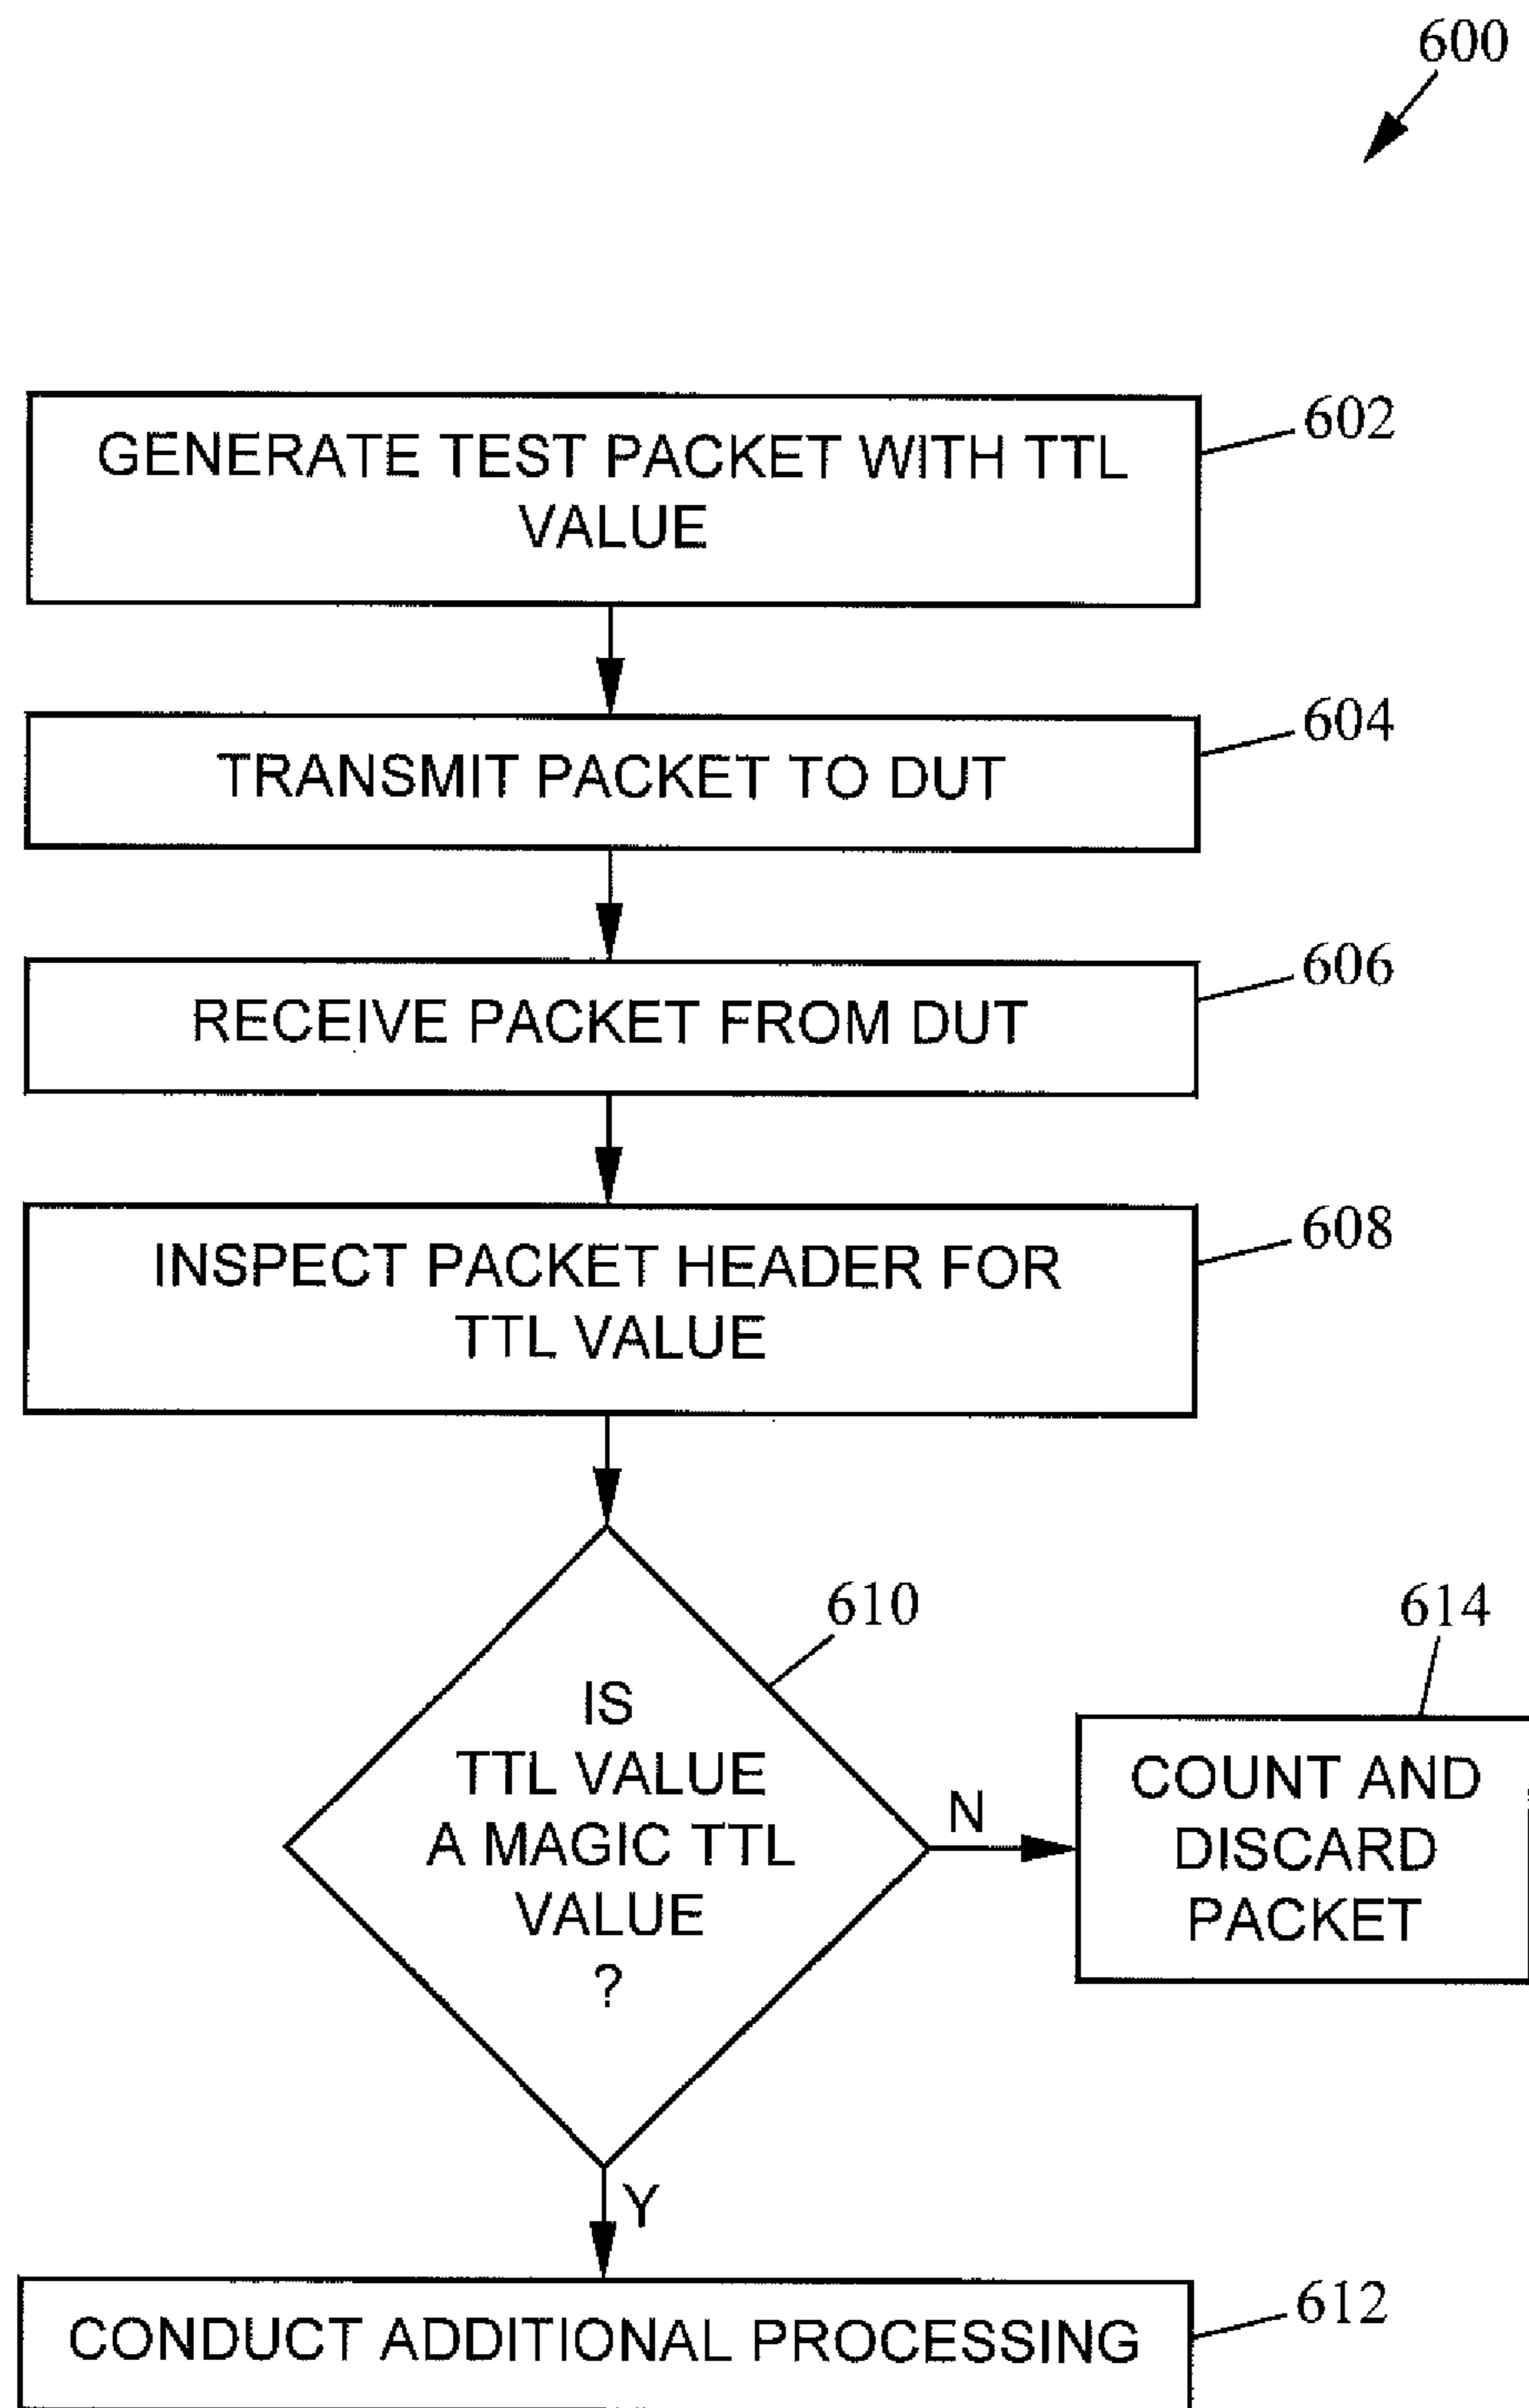 600
GENERATE TEST PACKET WITH TTL
VALUE
602
TRANSMIT PACKET TO DUT
604
RECEIVE PACKET FROM DUT
606
INSPECT PACKET HEADER FOR
TTL VALUE
608
610
IS
TTL VALUE
A MAGIC TTL
VALUE
?
N
614
COUNT AND
DISCARD
PACKET
Y
CONDUCT ADDITIONAL PROCESSING
612